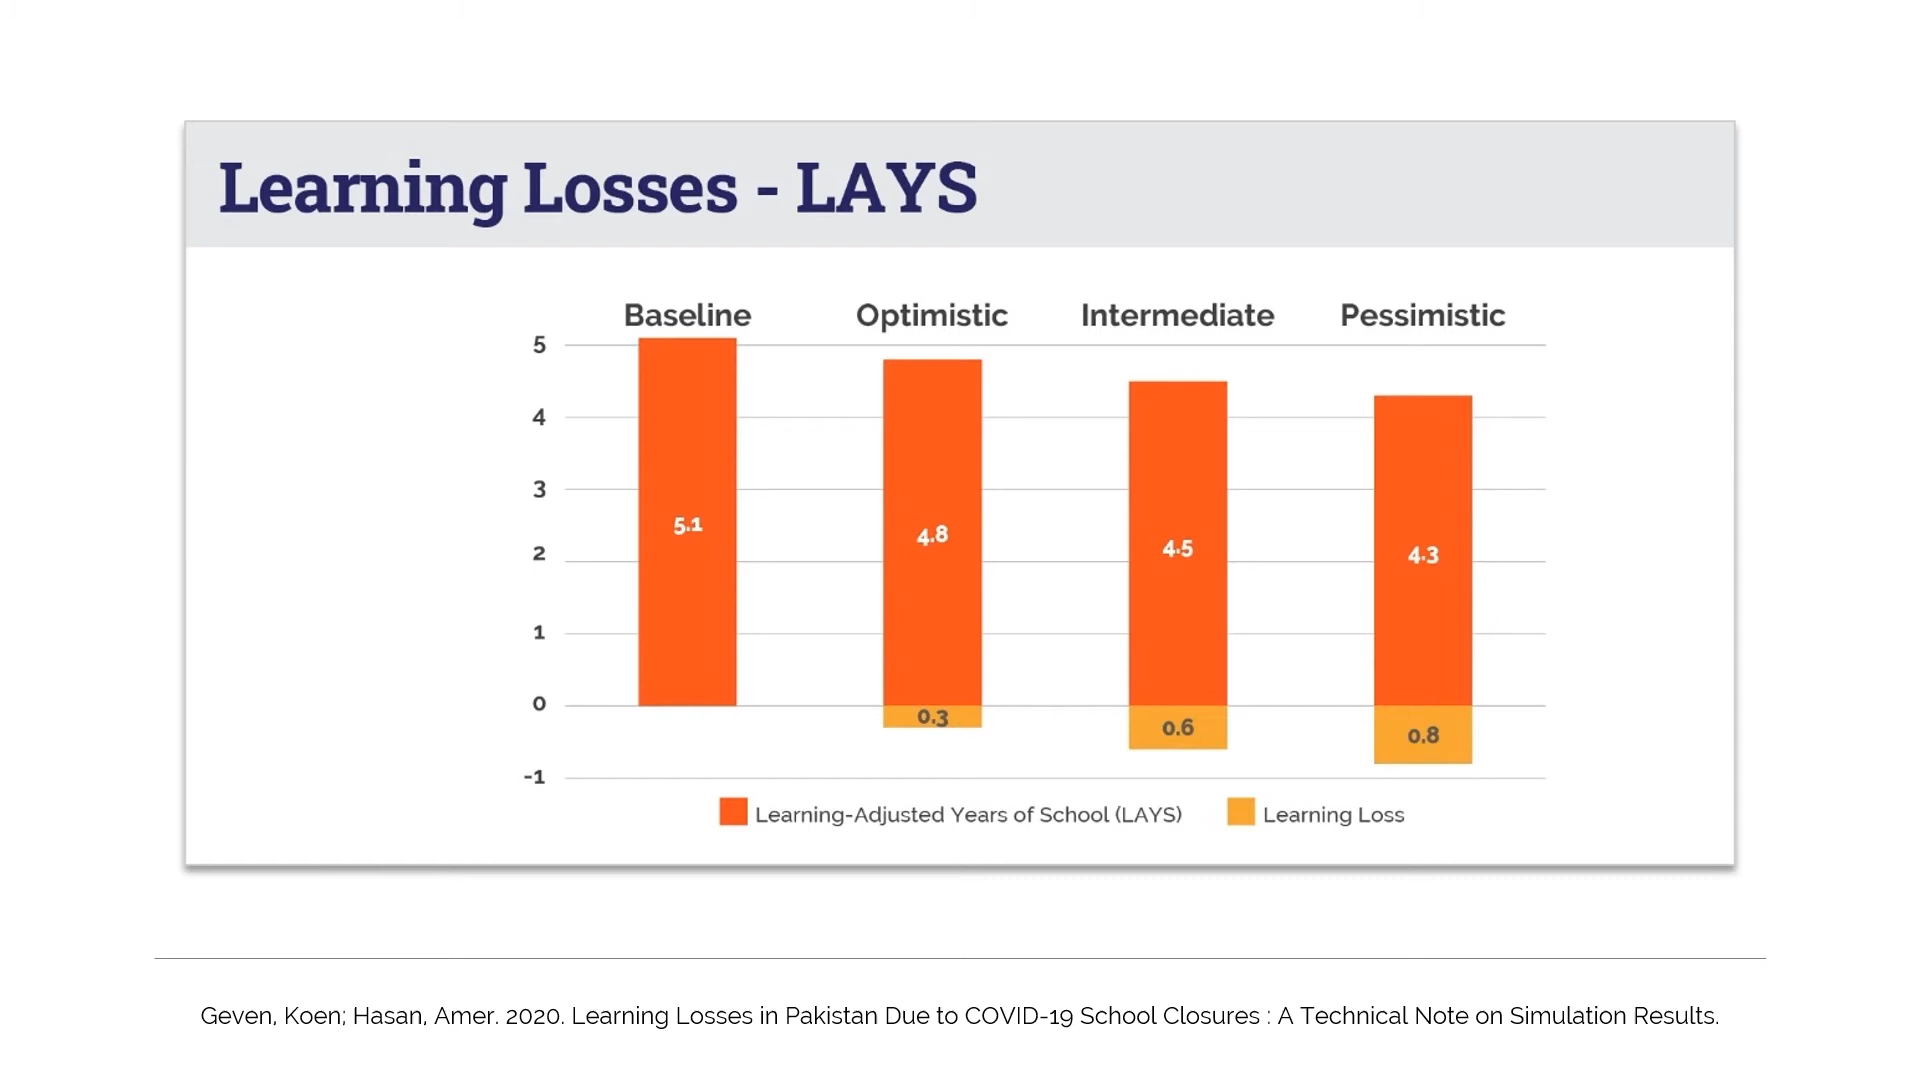 Learning Losses - LAYS
Baseline Optimistic Intermediate Pessimistic
5
4
3
2
1
0
-1
5.1 4.8 4.5 4.3
0.3 0.6 0.8
Learning-Adjusted Years of School (LAYS) Learning Loss
Geven, Koen; Hasan, Amer. 2020. Learning Losses in Pakistan Due to COVID-19 School Closures : A Technical Note on Simulation Results.